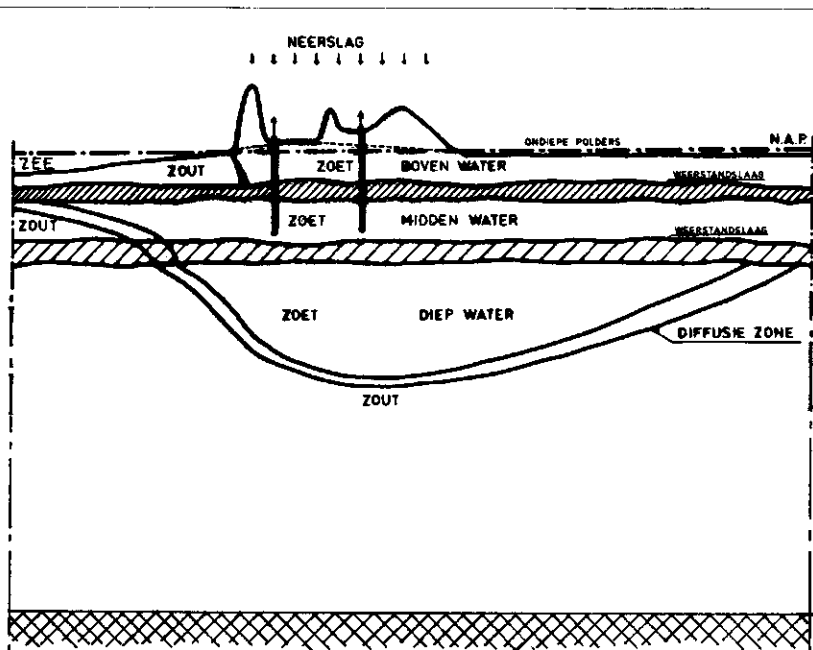 NEERSLAG
ONDIEPE POLDERS
N.A.P.
ZEE
ZOUT
ZOET
BOVEN WATER
WEERSTANDSLAAG
ZOUT
ZOET
MIDDEN WATER
WEERSTANDSLAAG
ZOET
DIEP WATER
DIFFUSIE ZONE
ZOUT